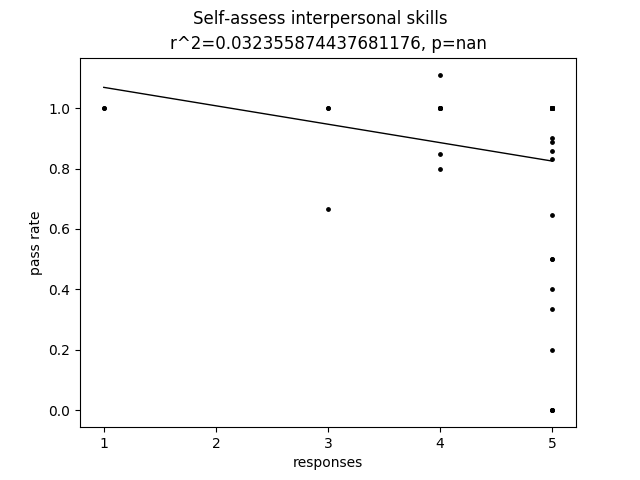 Self-assess interpersonal skills
r^2=0.032355874437681176, p=nan
pass rate
1.0
0.8
0.6
0.4
0.2
0.0
1 2 3 4 5
responses